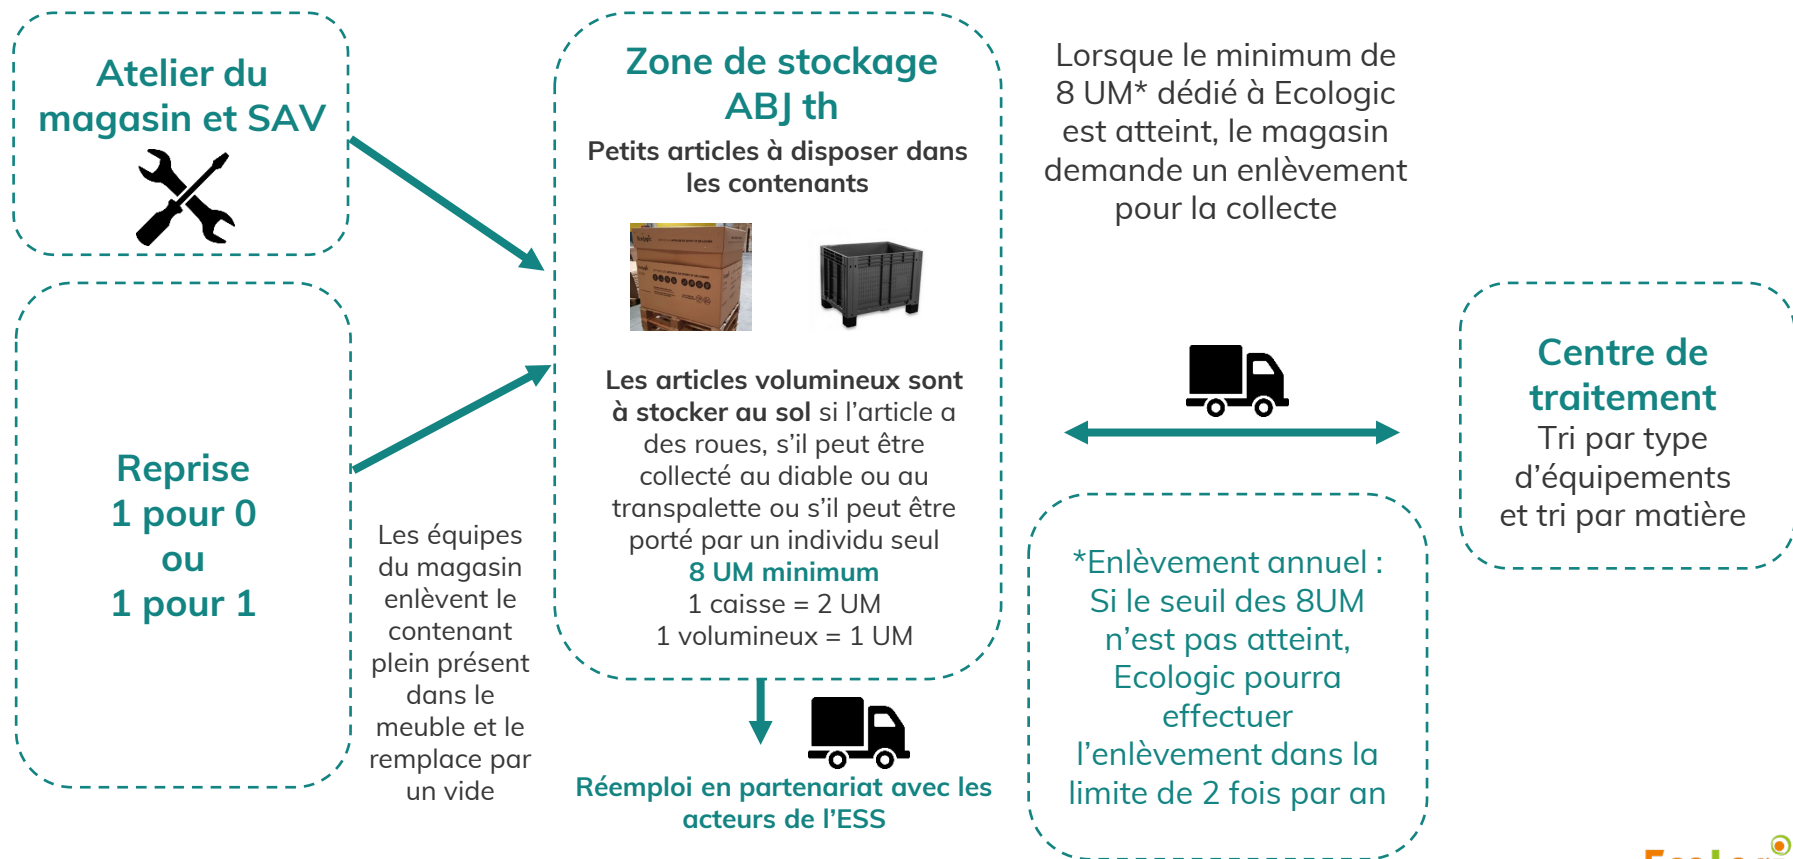 Atelier du
magasin et SAV
Reprise
1 pour 0
ou
1 pour 1
Les équipes
du magasin
enlèvent le
contenant
plein présent
dans le
meuble et le
remplace par
un vide
Zone de stockage
ABJ th
Petits articles à disposer dans
les contenants
Les articles volumineux sont
à stocker au sol si l’article a
des roues, s’il peut être
collecté au diable ou au
transpalette ou s’il peut être
porté par un individu seul
8 UM minimum
1 caisse = 2 UM
1 volumineux = 1 UM
Réemploi en partenariat avec les
acteurs de l’ESS
Lorsque le minimum de
8 UM* dédié à Ecologic
est atteint, le magasin
demande un enlèvement
pour la collecte
*Enlèvement annuel :
Si le seuil des 8UM
n’est pas atteint,
Ecologic pourra
effectuer
l’enlèvement dans la
limite de 2 fois par an
Centre de
traitement
Tri par type
d’équipements
et tri par matière